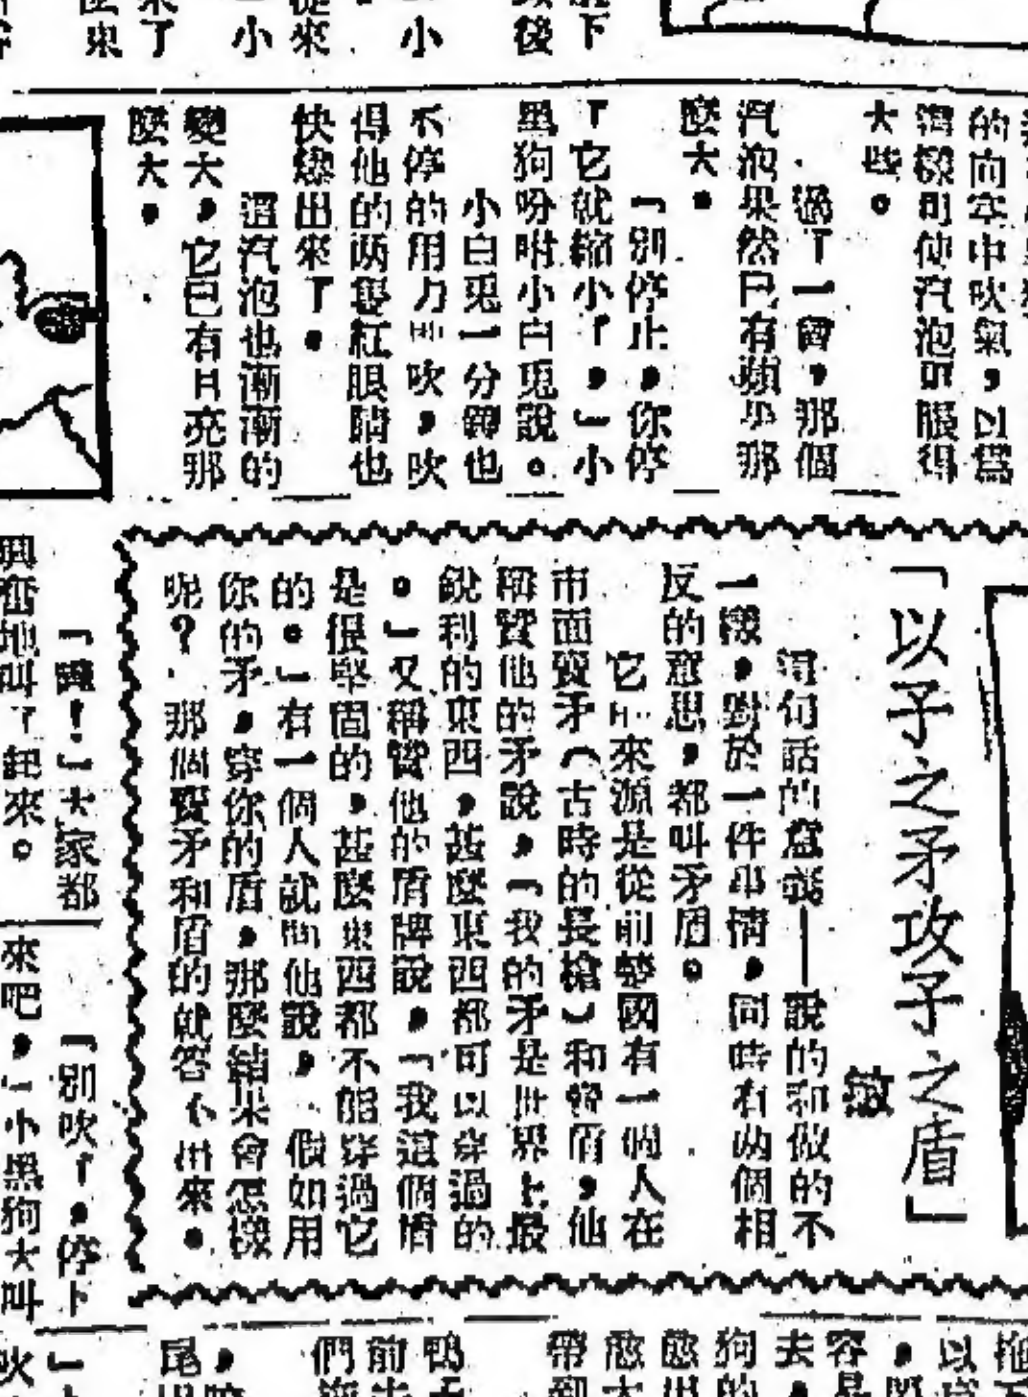 的向空中吹氣，以爲
這樣可使汽泡更脹得
大些。
過了一會，那個
汽泡果然已有蘋果那
麼大。
「別停止，你停
了它就縮小了，」小
黑狗吩咐小白兎說。
小白兎一分鐘也
不停的用力的吹，吹
得他的两隻紅眼睛也
快爆出來了。
這汽泡也漸漸的
變大，它已有月亮那
麼大。
「以子之矛攻子之盾」
敏
這句話的意義——說的和做的不
一樣，對於一件事情，同時有两個相
反的意思，都叫矛盾。
它的來源是從前楚國有一個人在
市面賣矛（古時的長槍）和賣盾，他
稱贊他的矛說，「我的矛是世界上最
銳利的東西，甚麼東西都可以穿過的
。」又稱贊他的盾牌說，「我這個盾
是很堅固的，甚麼東西都不能穿過它
的。」有一個人就問他說，假如用
你的矛，穿你的盾，那麼結果會怎樣
呢？那個賣矛和盾的就答不出來。
「嘩！」大家都
興奮地叫了起來。
「別吹了，停下
來吧，」小黑狗大叫